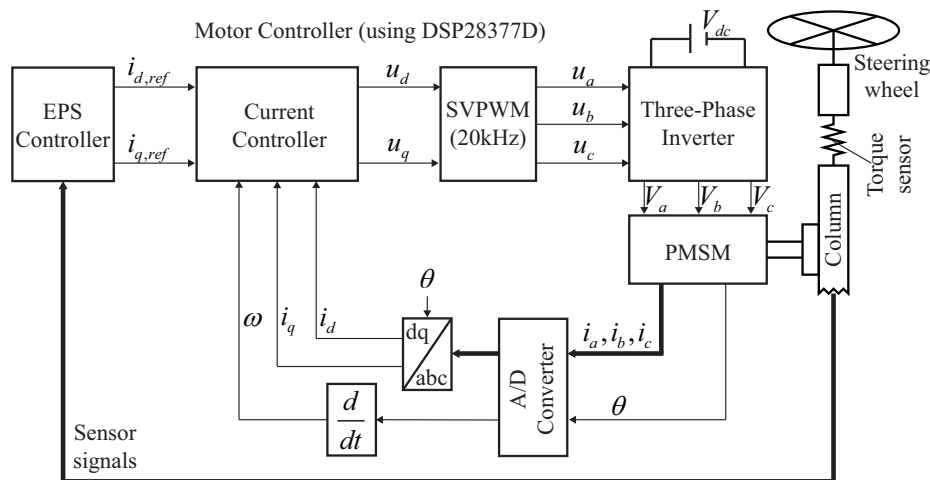 Motor Controller (using DSP28377D)
V_dc
Steering
wheel
EPS
Controller
i_{d,ref}
i_{q,ref}
Current
Controller
u_d
u_q
SVPWM
(20kHz)
u_a
u_b
u_c
Three-Phase
Inverter
Torque
sensor
V_a
V_b
V_c
PMSM
Column
θ
ω
i_q
i_d
dq
abc
A/D
Converter
i_a, i_b, i_c
θ
d
dt
Sensor
signals